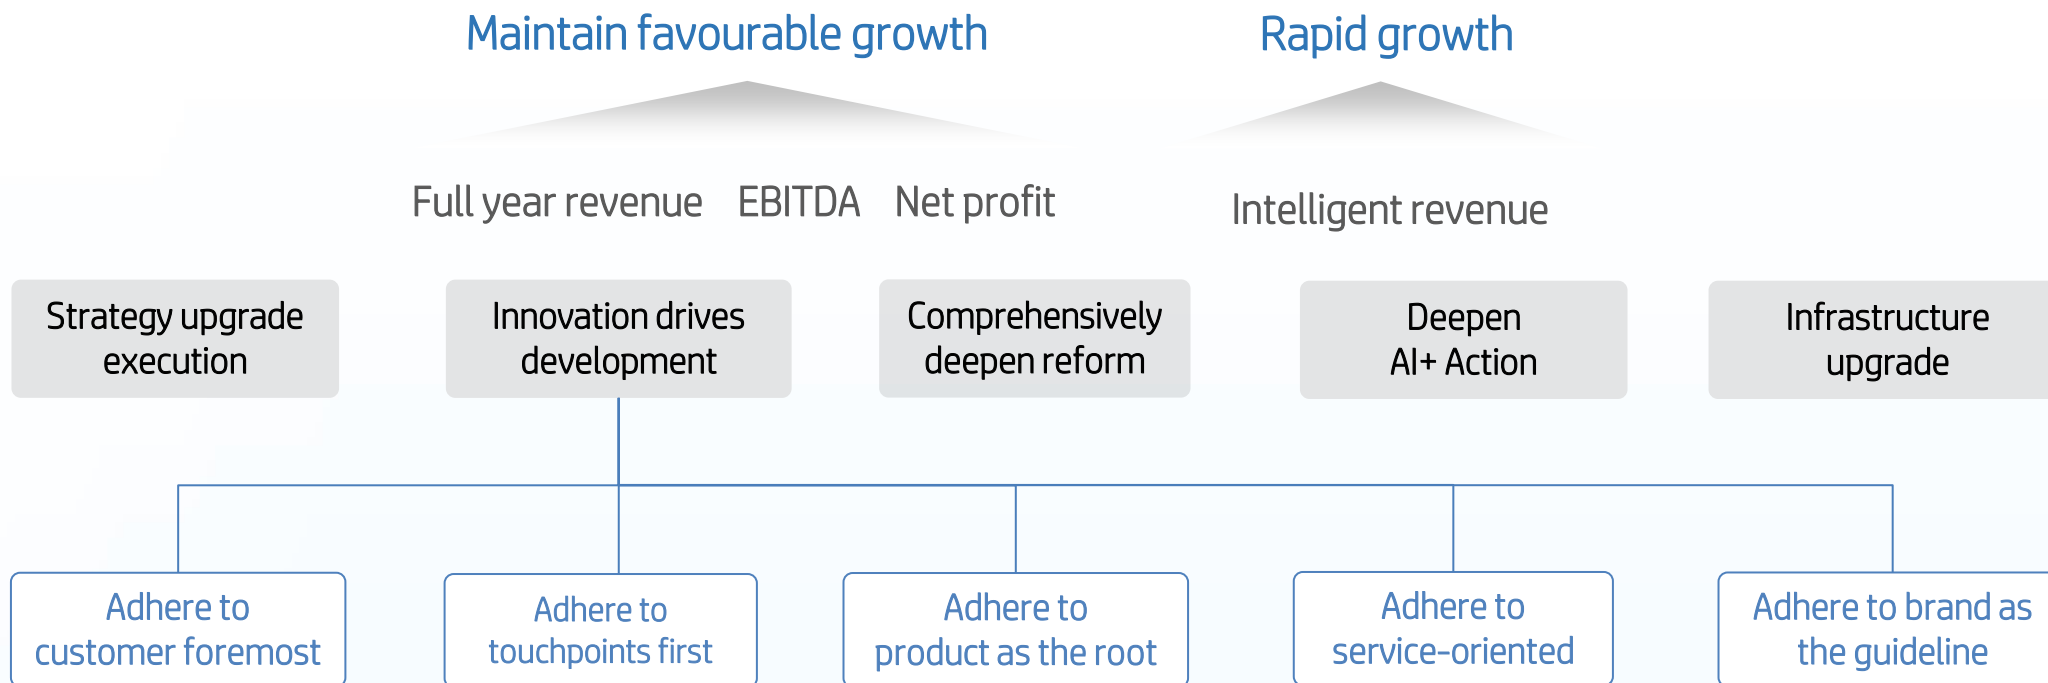 Maintain favourable growth
Rapid growth
Full year revenue EBITDA Net profit
Intelligent revenue
Strategy upgrade
execution
Innovation drives
development
Comprehensively
deepen reform
Deepen
AI+ Action
Infrastructure
upgrade
Adhere to
customer foremost
Adhere to
touchpoints first
Adhere to
product as the root
Adhere to
service-oriented
Adhere to brand as
the guideline